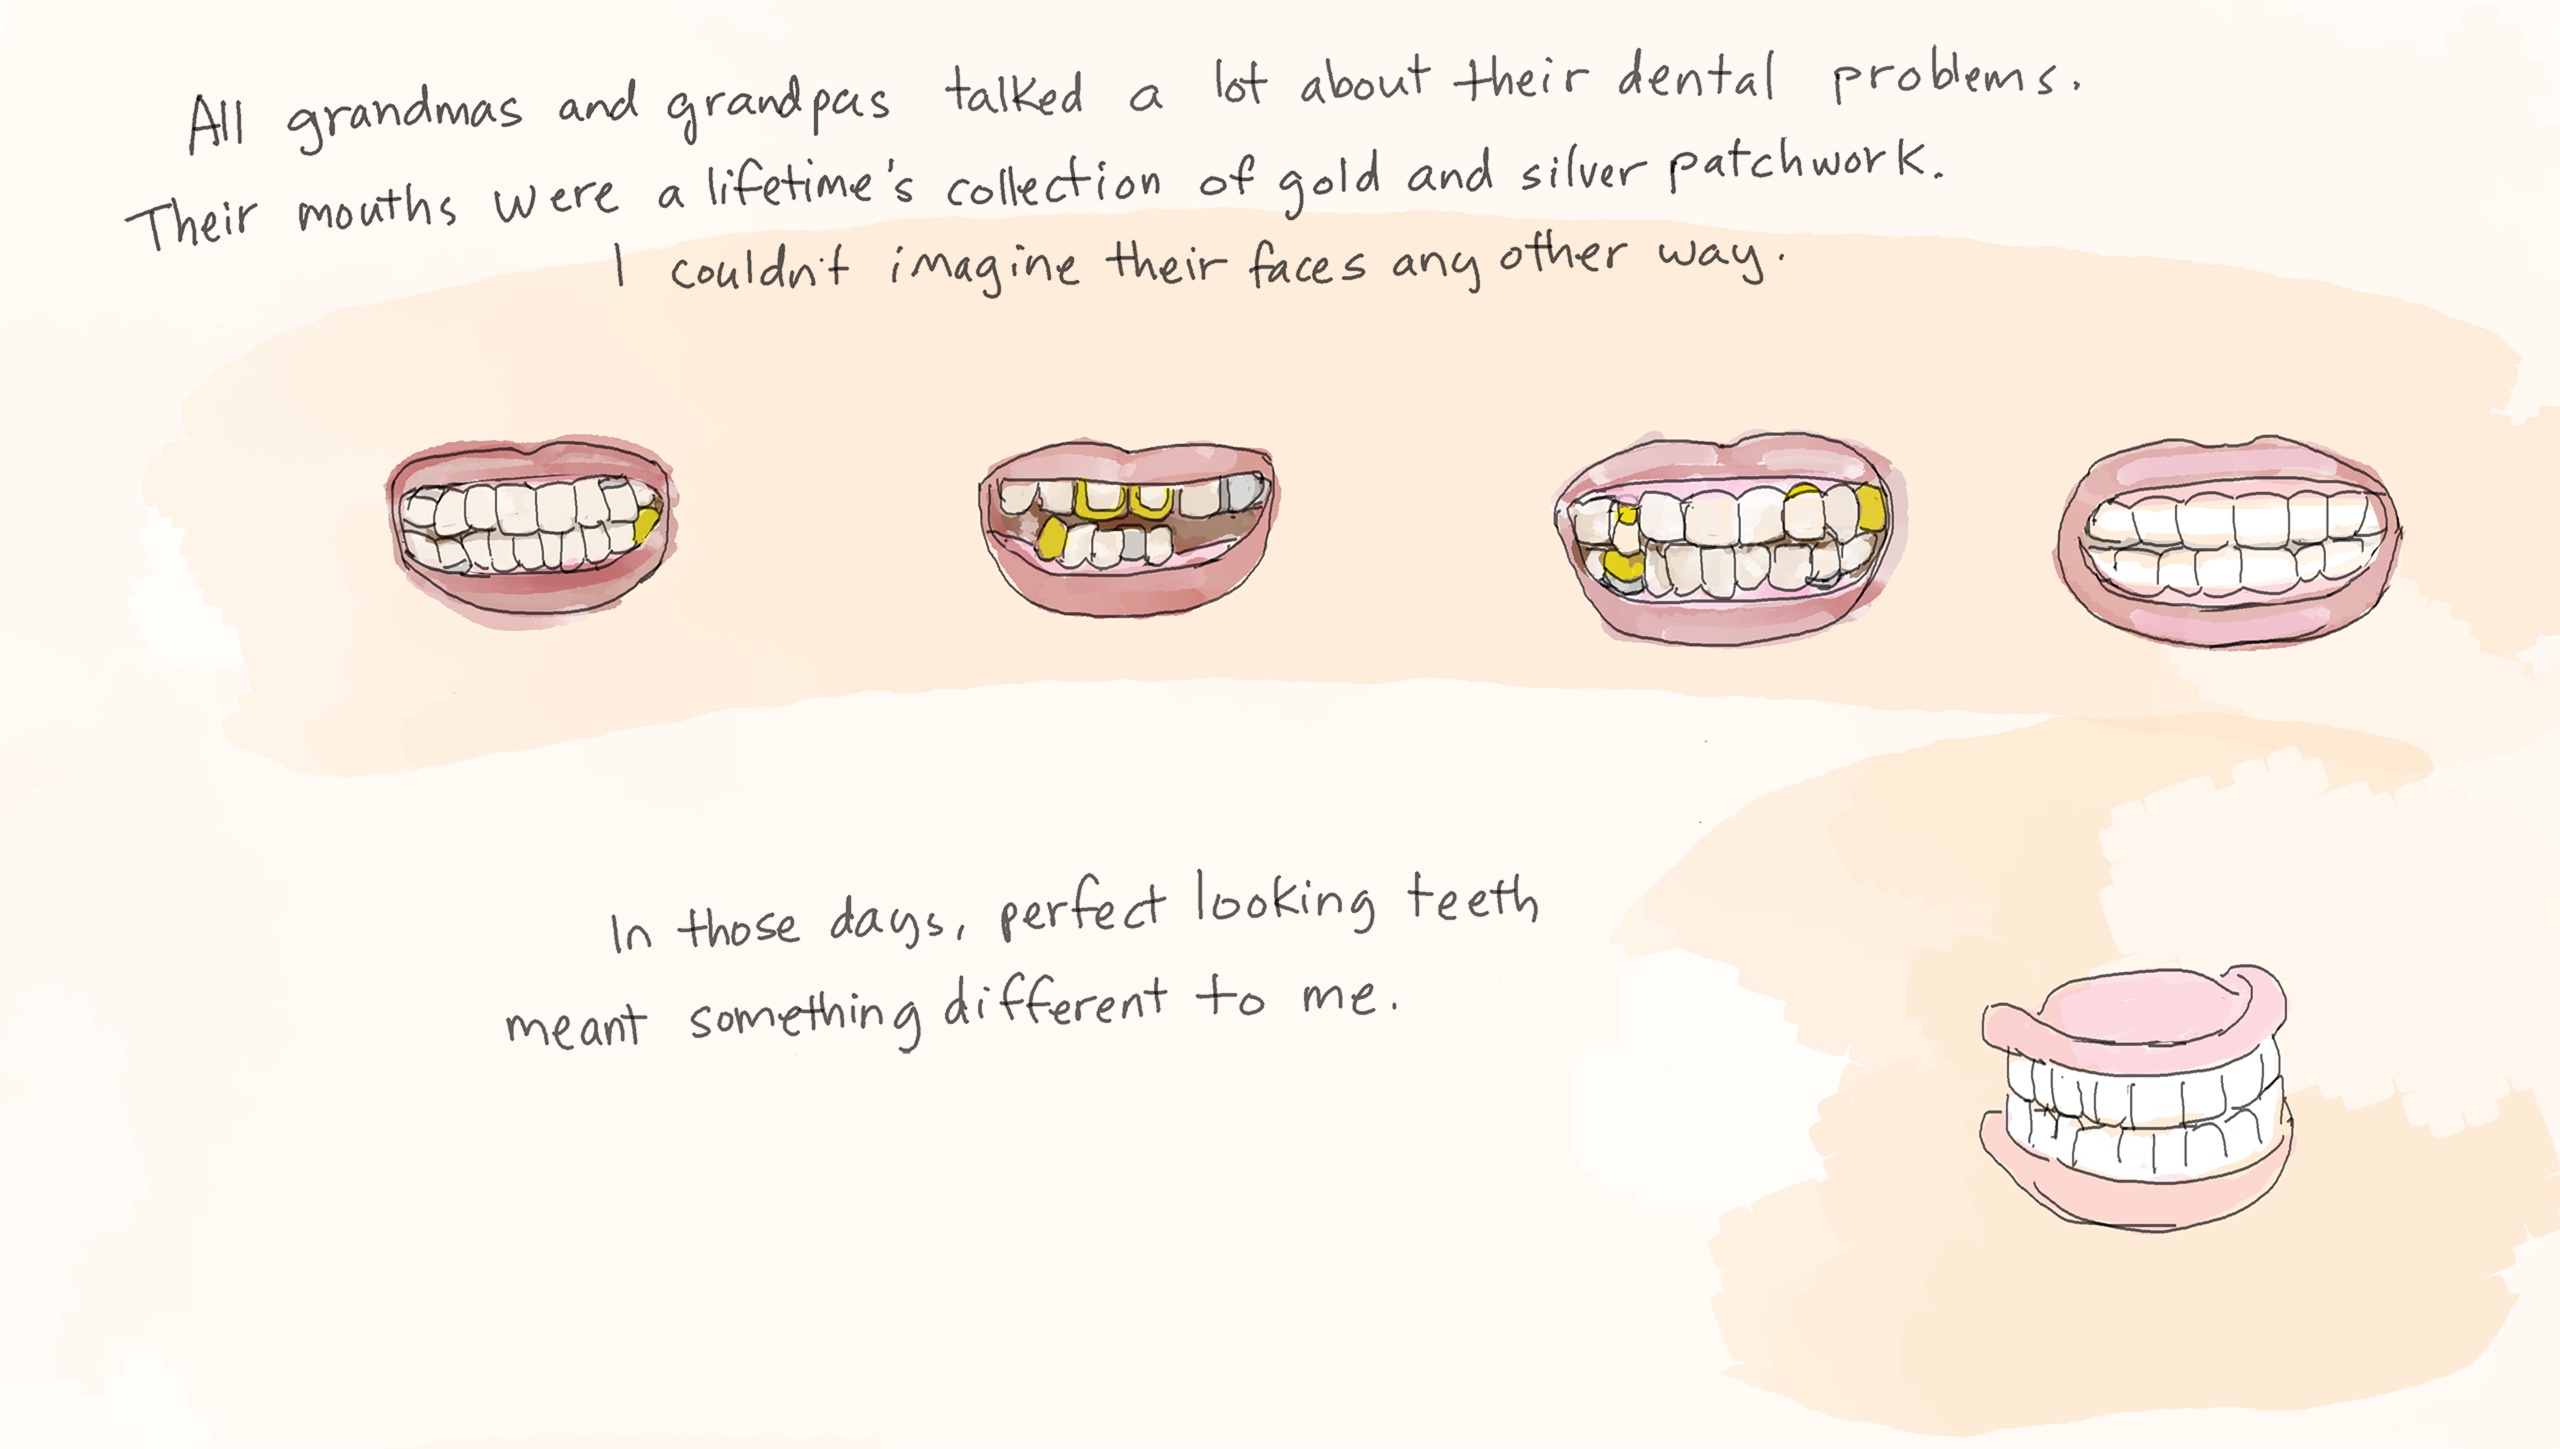 All grandmas and grandpas talked a lot about their dental problems.
Their mouths were a lifetime's collection of gold and silver patchwork.
I couldn't imagine their faces any other way.
In those days, perfect looking teeth
meant something different to me.